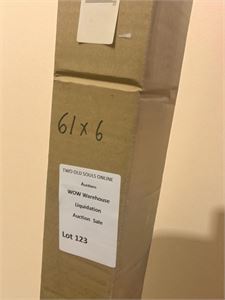 61 x 6
TWO OLD SOULS ONLINE
Auctions
WOW Warehouse
Liquidation
Auction Sale
Lot 123